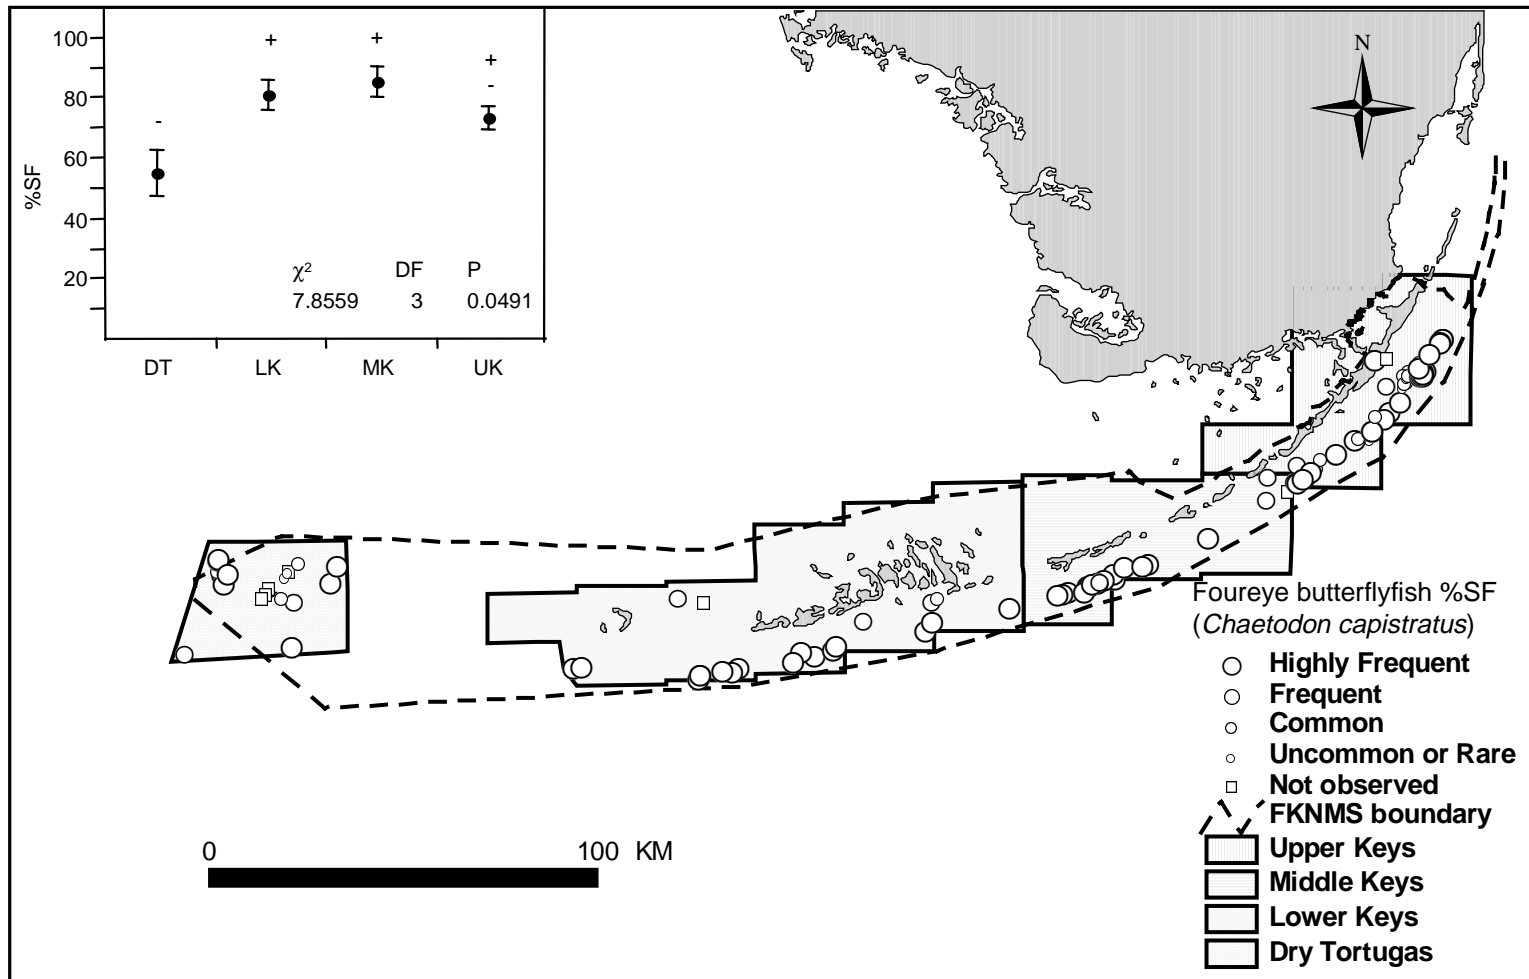 100
80
60
40
20
%SF
+
+
+
-
-
χ² DF P
7.8559 3 0.0491
DT LK MK UK
N
Foureye butterflyfish %SF
(Chaetodon capistratus)
Highly Frequent
Frequent
Common
Uncommon or Rare
Not observed
FKNMS boundary
Upper Keys
Middle Keys
Lower Keys
Dry Tortugas
0 100 KM